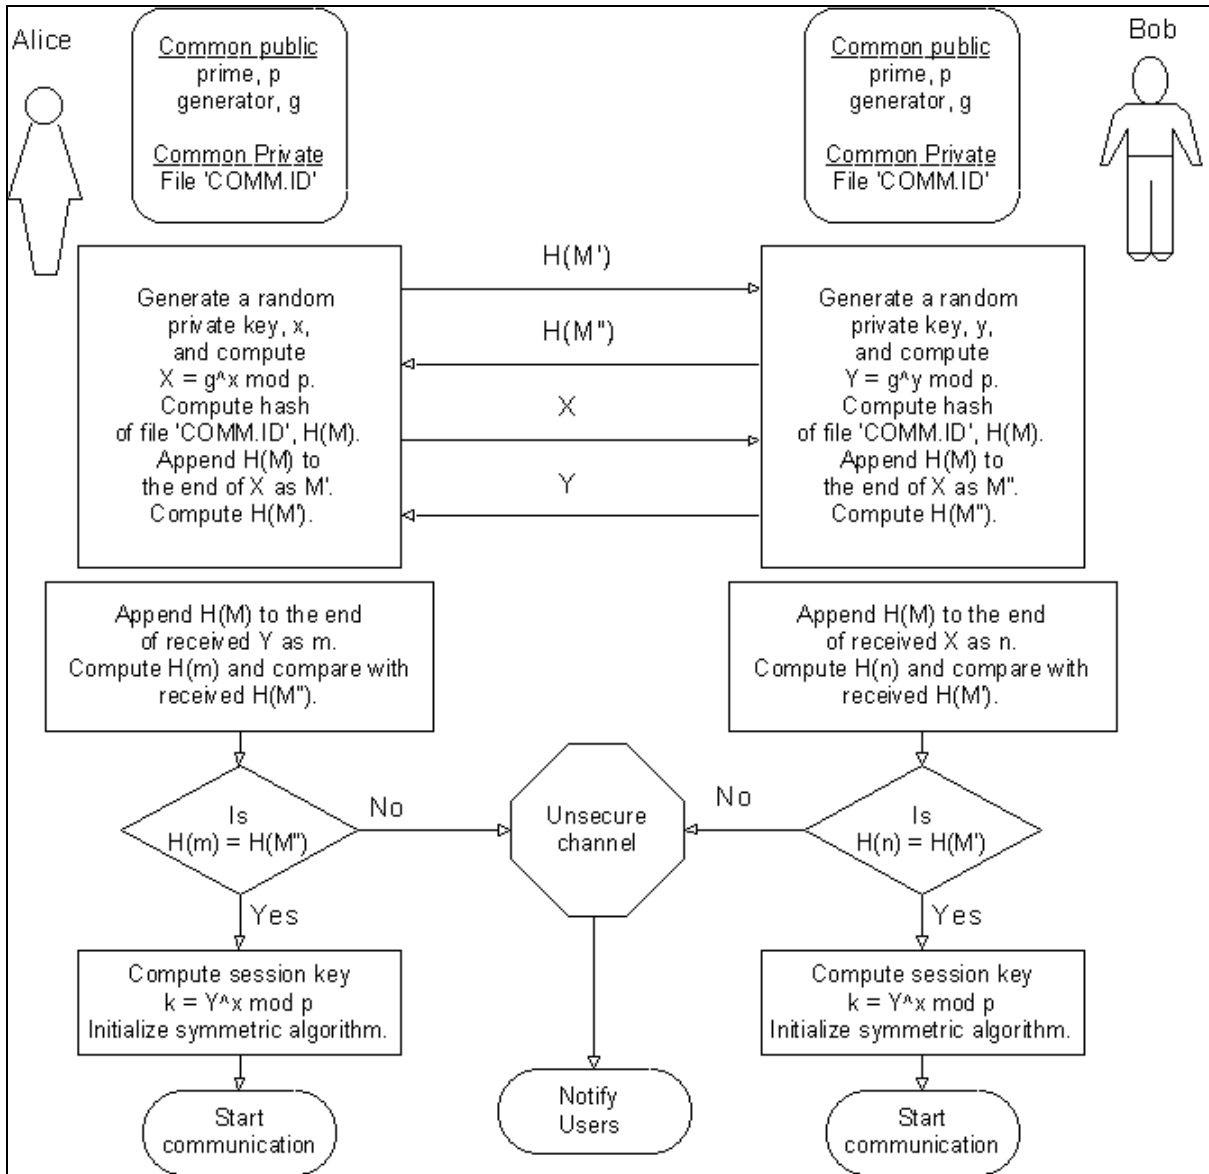 Alice
Common public
prime, p
generator, g
Common Private
File 'COMM.ID'
Common public
prime, p
generator, g
Common Private
File 'COMM.ID'
Bob
Generate a random
private key, x,
and compute
X = g^x mod p.
Compute hash
of file 'COMM.ID', H(M).
Append H(M) to
the end of X as M'.
Compute H(M').
H(M')
H(M")
X
Y
Generate a random
private key, y,
and compute
Y = g^y mod p.
Compute hash
of file 'COMM.ID', H(M).
Append H(M) to
the end of X as M".
Compute H(M").
Append H(M) to the end
of received Y as m.
Compute H(m) and compare with
received H(M").
Append H(M) to the end
of received X as n.
Compute H(n) and compare with
received H(M').
Is
H(m) = H(M")
No
Unsecure
channel
No
Is
H(n) = H(M')
Yes
Yes
Compute session key
k = Y^x mod p
Initialize symmetric algorithm.
Compute session key
k = Y^x mod p
Initialize symmetric algorithm.
Start
communication
Notify
Users
Start
communication